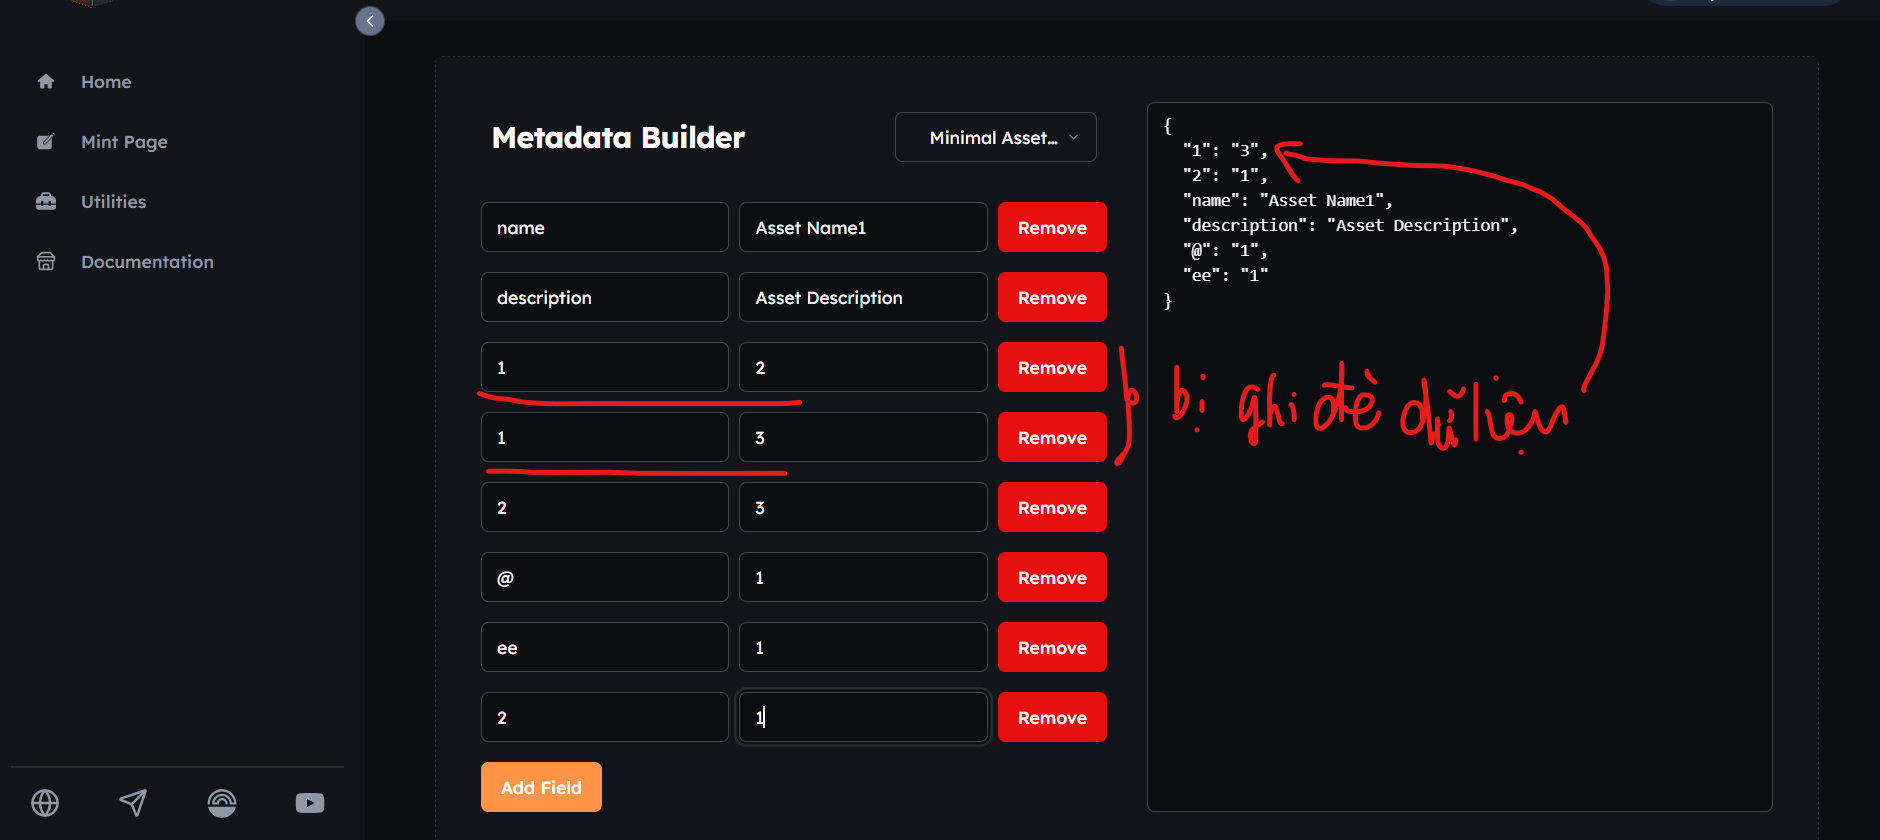 Home
Mint Page
Utilities
Documentation
Metadata Builder
Minimal Asset...
name Asset Name1 Remove
description Asset Description Remove
1 2 Remove
1 3 Remove
2 3 Remove
@ 1 Remove
ee 1 Remove
2 1 Remove
Add Field
{
"1": "3",
"2": "1",
"name": "Asset Name1",
"description": "Asset Description",
"@": "1",
"ee": "1"
}
bị ghi đè dữ liệu